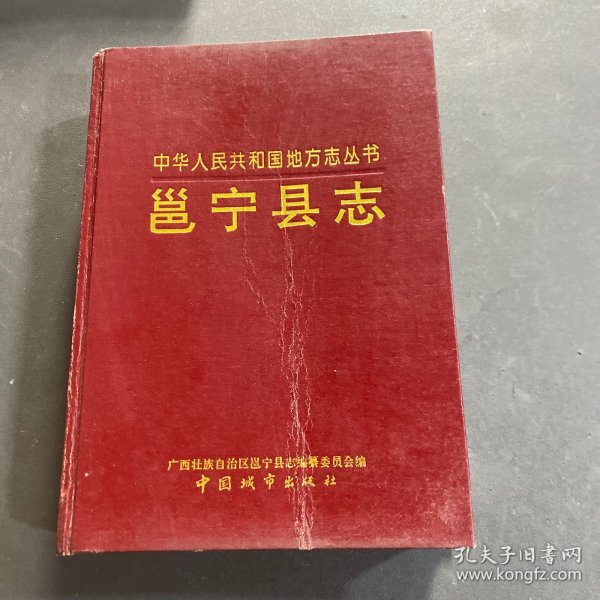 中华人民共和国地方志丛书
邕宁县志
广西壮族自治区邕宁县志编纂委员会编
中国城市出版社
孔夫子旧书网
www.kongfz.com